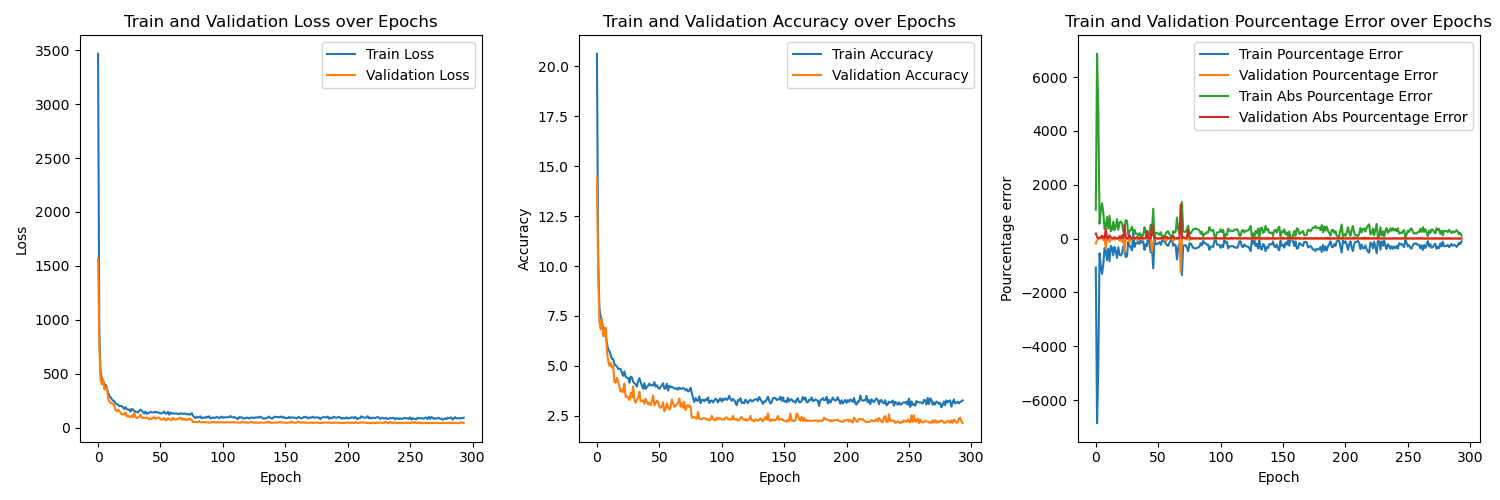 Train and Validation Loss over Epochs
Train Loss
Validation Loss
3500
3000
2500
2000
1500
1000
500
0
Loss
0 50 100 150 200 250 300
Epoch
Train and Validation Accuracy over Epochs
Train Accuracy
Validation Accuracy
20.0
17.5
15.0
12.5
10.0
7.5
5.0
2.5
Accuracy
0 50 100 150 200 250 300
Epoch
Train and Validation Pourcentage Error over Epochs
Train Pourcentage Error
Validation Pourcentage Error
Train Abs Pourcentage Error
Validation Abs Pourcentage Error
6000
4000
2000
0
−2000
−4000
−6000
Pourcentage error
0 50 100 150 200 250 300
Epoch